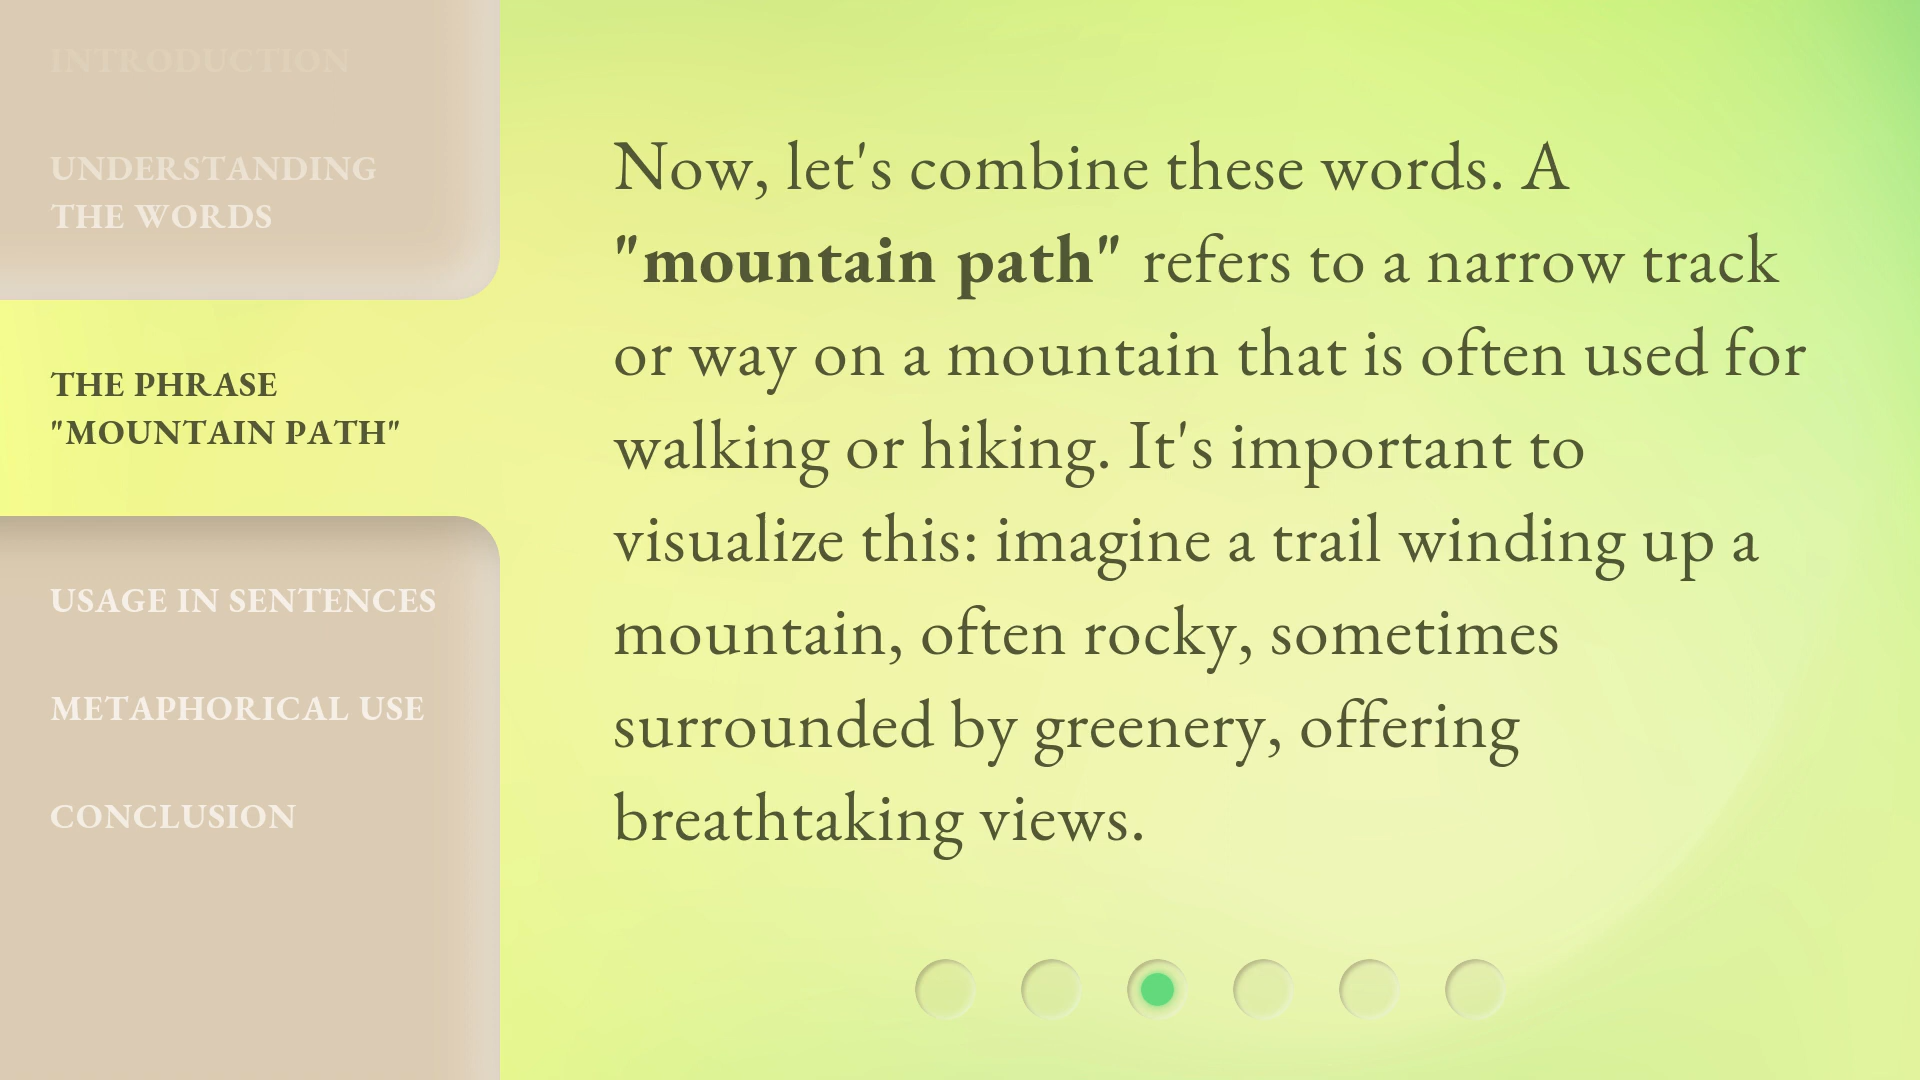 INTRODUCTION
UNDERSTANDING
THE WORDS
THE PHRASE
"MOUNTAIN PATH"
USAGE IN SENTENCES
METAPHORICAL USE
CONCLUSION
Now, let's combine these words. A
"mountain path" refers to a narrow track
or way on a mountain that is often used for
walking or hiking. It's important to
visualize this: imagine a trail winding up a
mountain, often rocky, sometimes
surrounded by greenery, offering
breathtaking views.